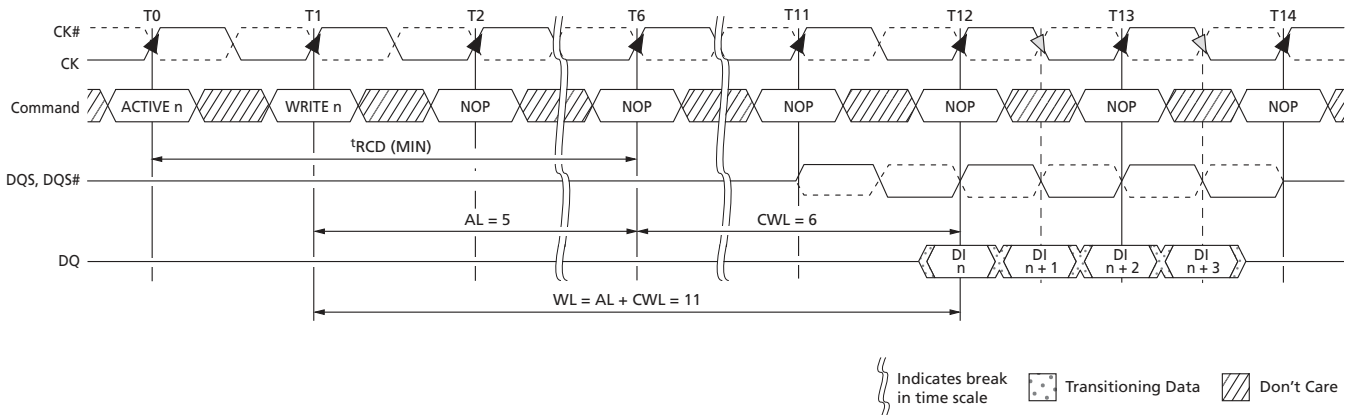 T0 T1 T2 T6 T11 T12 T13 T14
CK#
CK
Command ACTIVE n WRITE n NOP NOP NOP NOP NOP NOP
tRCD (MIN)
DQS, DQS#
AL = 5 CWL = 6
DQ DI n DI n + 1 DI n + 2 DI n + 3
WL = AL + CWL = 11
Indicates break in time scale
Transitioning Data
Don't Care